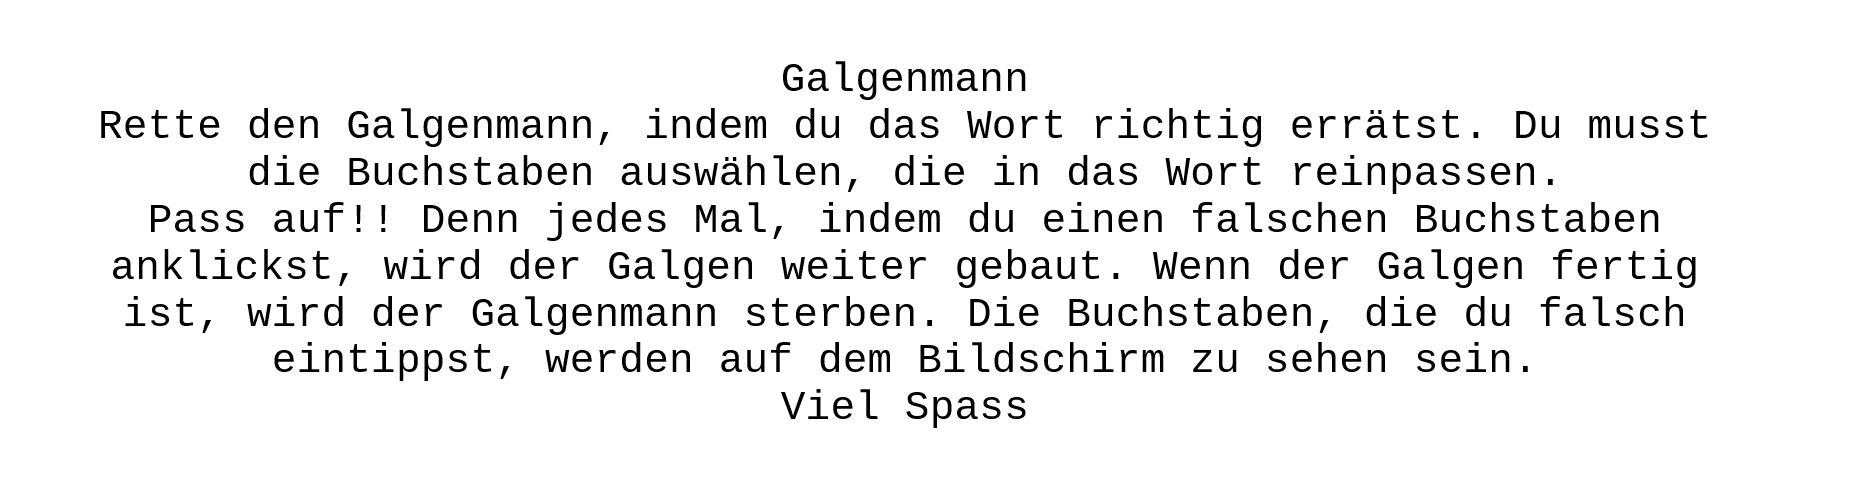 Galgenmann
Rette den Galgenmann, indem du das Wort richtig errätst. Du musst
die Buchstaben auswählen, die in das Wort reinpassen.
Pass auf!! Denn jedes Mal, indem du einen falschen Buchstaben
anklickst, wird der Galgen weiter gebaut. Wenn der Galgen fertig
ist, wird der Galgenmann sterben. Die Buchstaben, die du falsch
eintippst, werden auf dem Bildschirm zu sehen sein.
Viel Spass